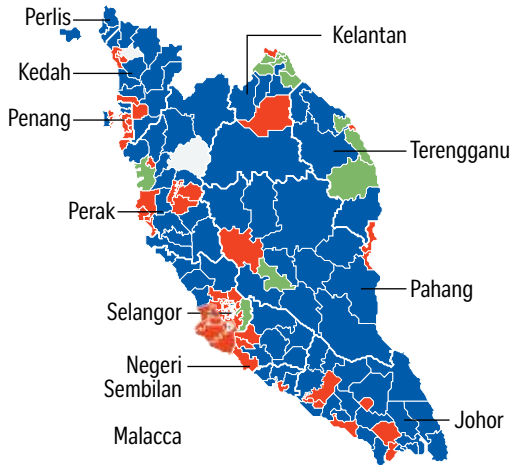 Perlis
Kelantan
Kedah
Penang
Terengganu
Perak
Pahang
Selangor
Negeri
Sembilan
Johor
Malacca